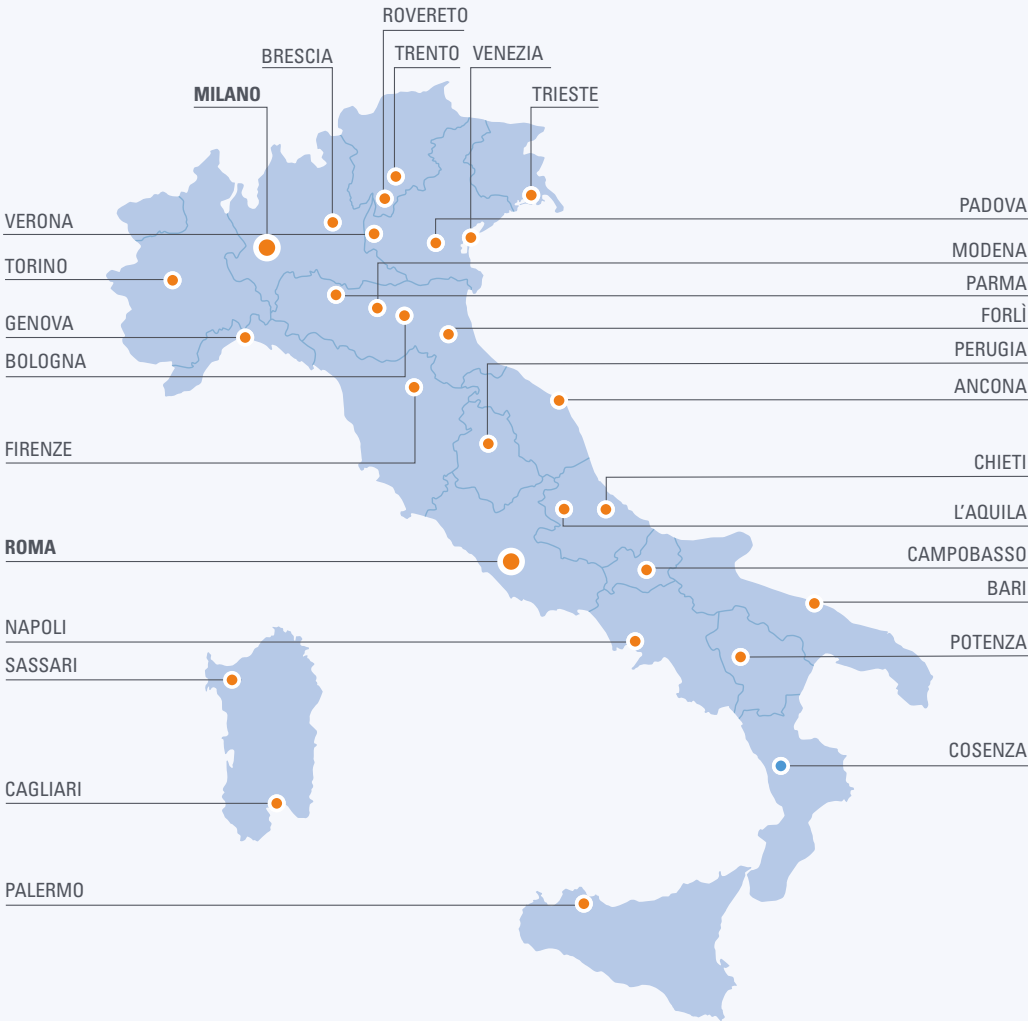 ROVERETO
BRESCIA
TRENTO
VENEZIA
MILANO
TRIESTE
VERONA
PADOVA
TORINO
MODENA
PARMA
GENOVA
FORLÌ
BOLOGNA
PERUGIA
ANCONA
FIRENZE
CHIETI
L'AQUILA
ROMA
CAMPOBASSO
BARI
NAPOLI
POTENZA
SASSARI
COSENZA
CAGLIARI
PALERMO